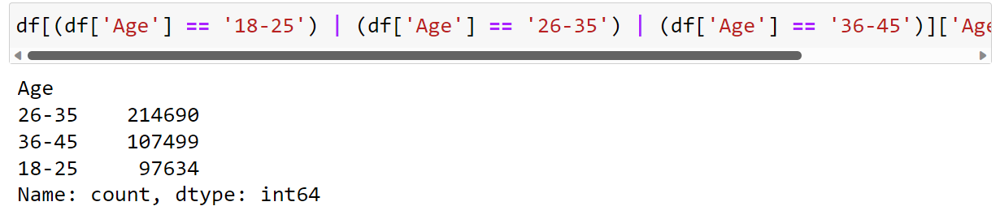 df[(df['Age'] == '18-25') | (df['Age'] == '26-35') | (df['Age'] == '36-45')]['Age
Age
26-35    214690
36-45    107499
18-25     97634
Name: count, dtype: int64